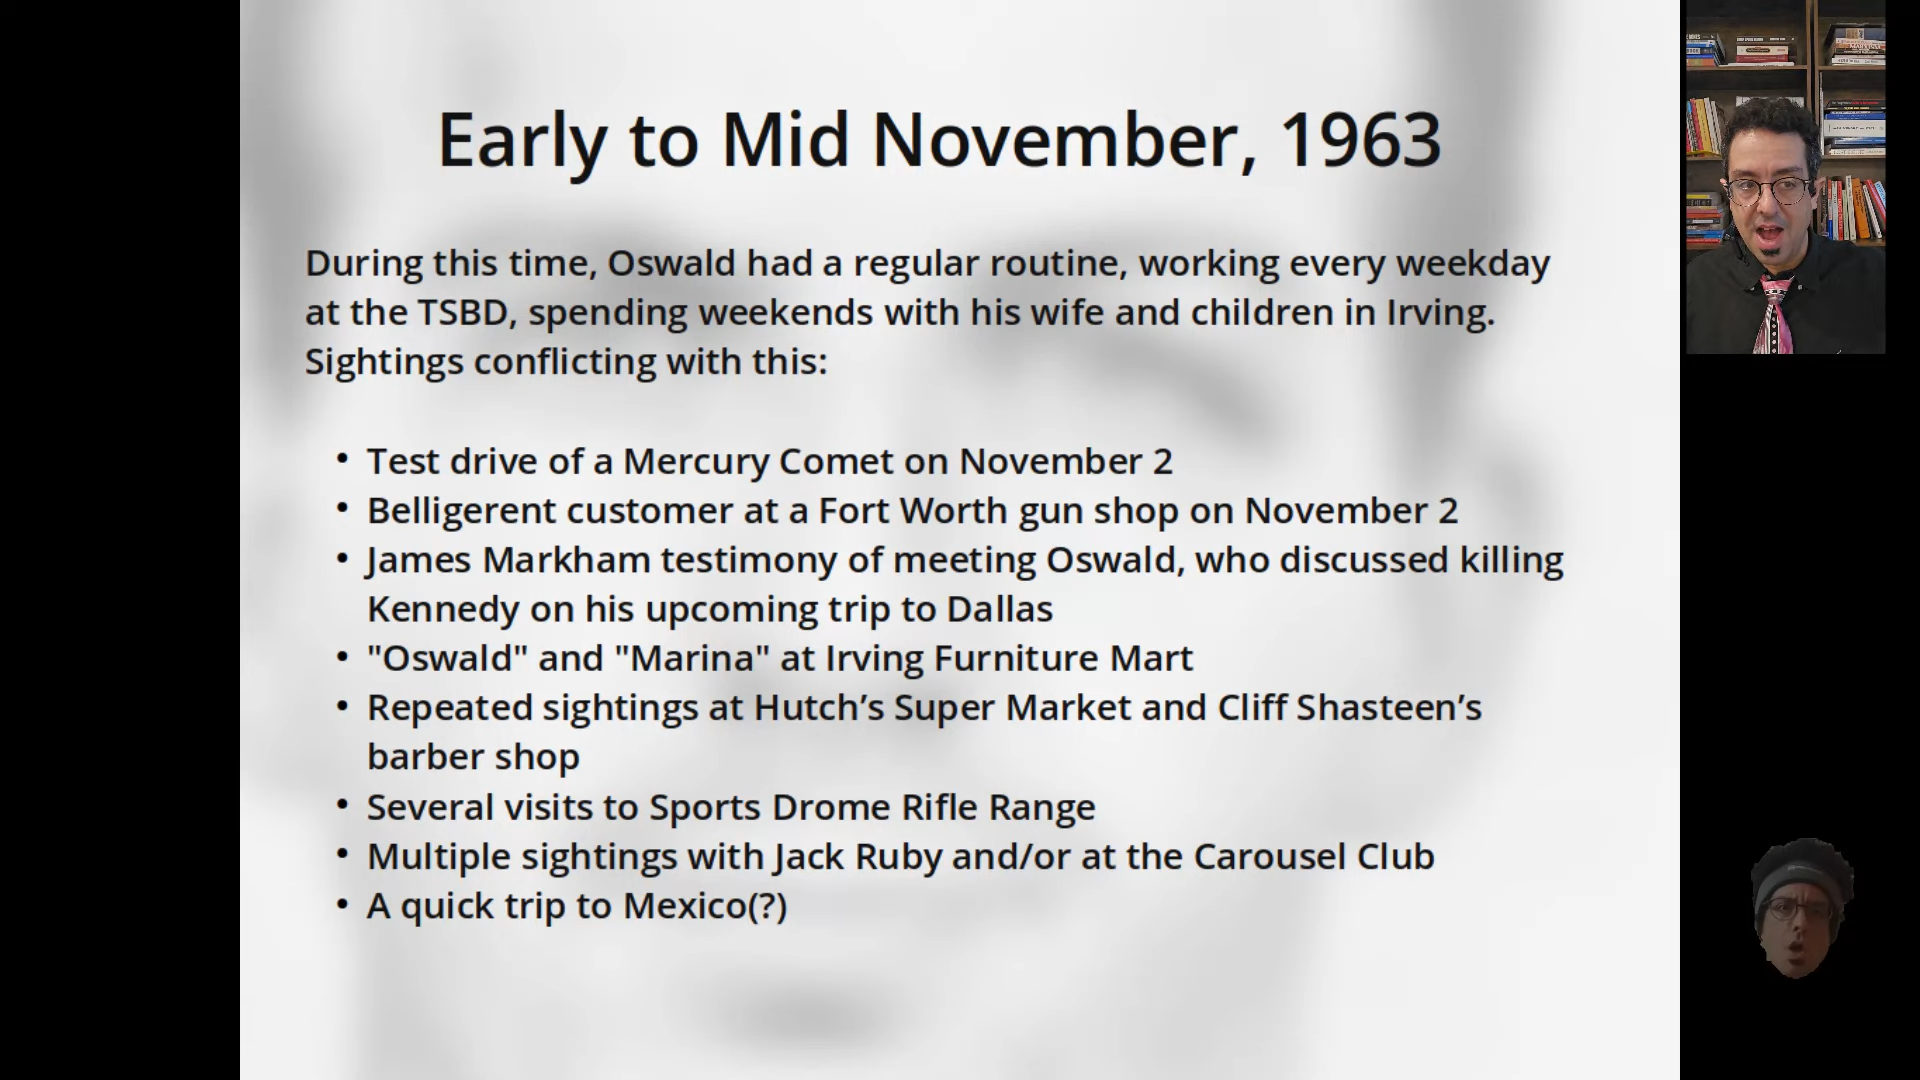 Early to Mid November, 1963
During this time, Oswald had a regular routine, working every weekday
at the TSBD, spending weekends with his wife and children in Irving.
Sightings conflicting with this:
• Test drive of a Mercury Comet on November 2
• Belligerent customer at a Fort Worth gun shop on November 2
• James Markham testimony of meeting Oswald, who discussed killing
Kennedy on his upcoming trip to Dallas
• "Oswald" and "Marina" at Irving Furniture Mart
• Repeated sightings at Hutch’s Super Market and Cliff Shasteen’s
barber shop
• Several visits to Sports Drome Rifle Range
• Multiple sightings with Jack Ruby and/or at the Carousel Club
• A quick trip to Mexico(?)